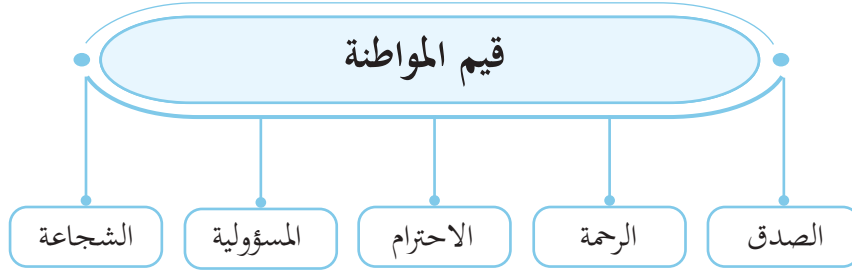 قيم المواطنة
الصدق
الرحمة
الاحترام
المسؤولية
الشجاعة